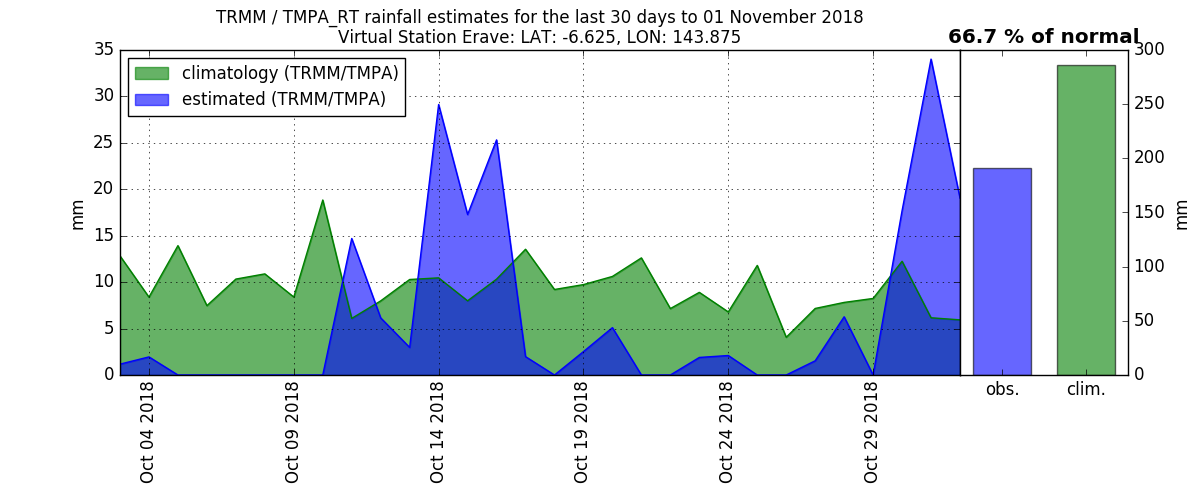 TRMM / TMPA_RT rainfall estimates for the last 30 days to 01 November 2018
Virtual Station Erave: LAT: -6.625, LON: 143.875
66.7 % of normal
climatology (TRMM/TMPA)
estimated (TRMM/TMPA)
mm
35
30
25
20
15
10
5
0
Oct 04 2018
Oct 09 2018
Oct 14 2018
Oct 19 2018
Oct 24 2018
Oct 29 2018
obs.
clim.
300
250
200
150
100
50
0
mm